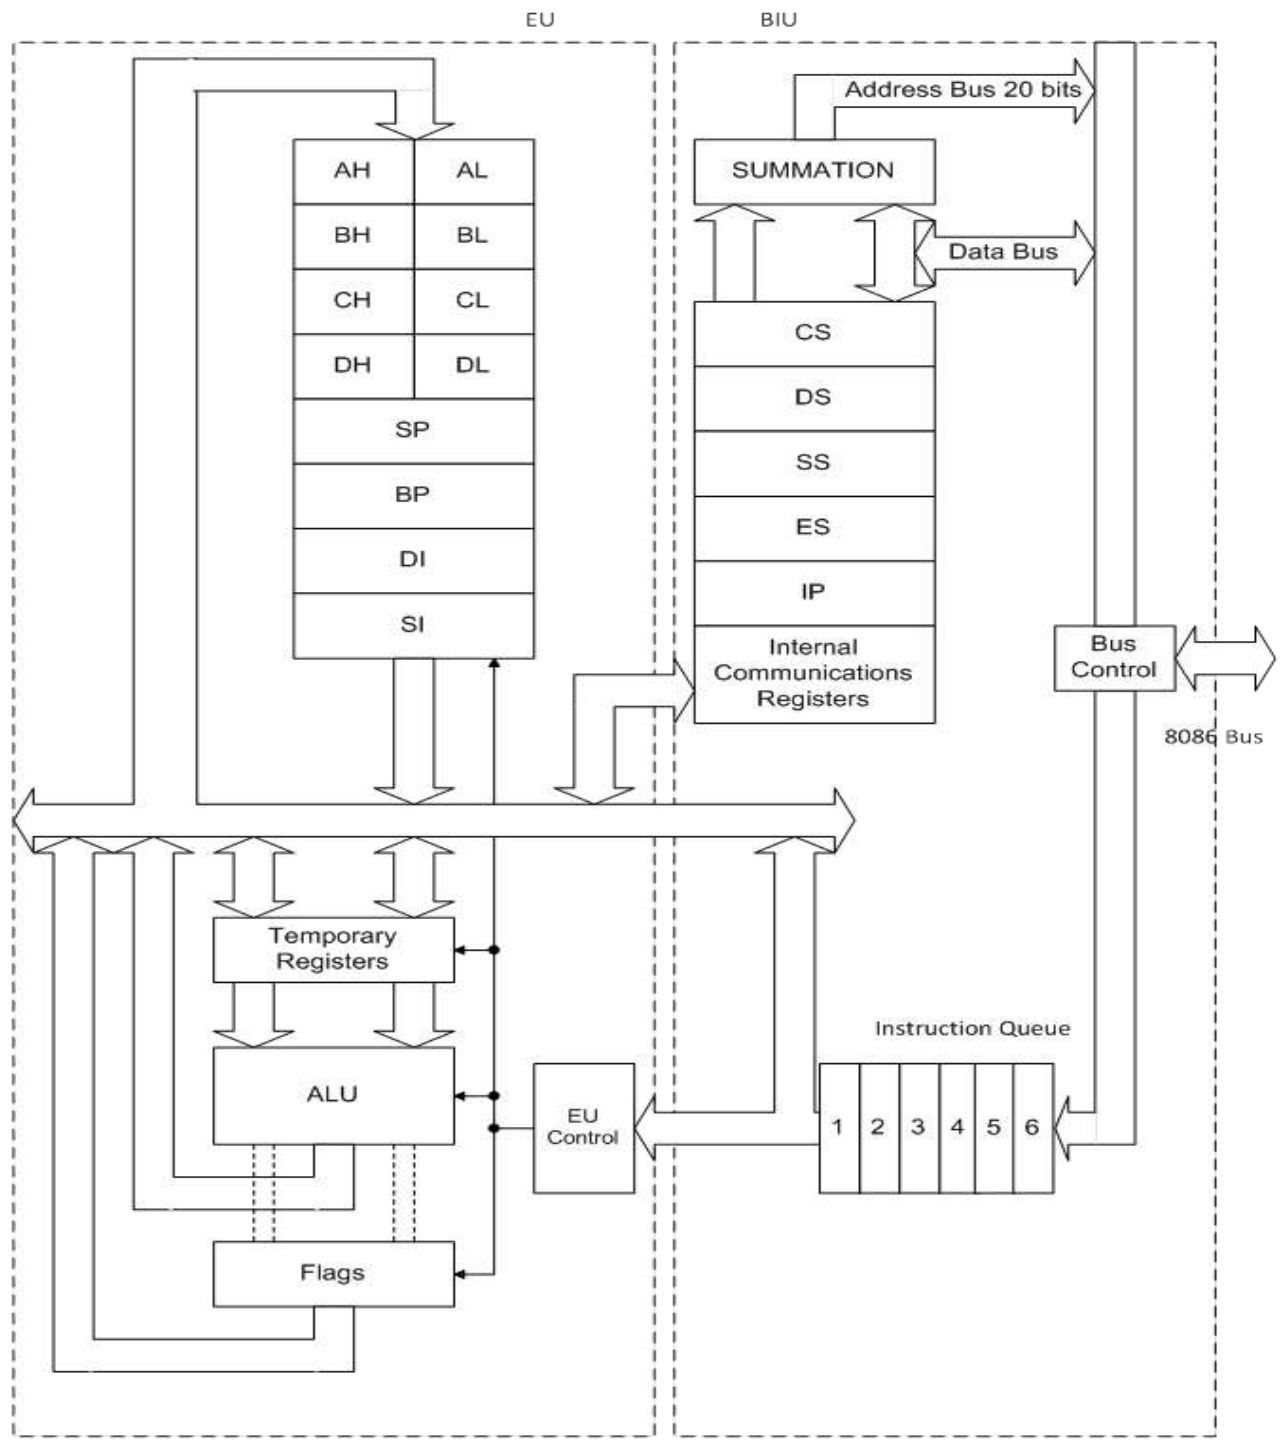 EU
BIU
Address Bus 20 bits
AH
AL
SUMMATION
BH
BL
Data Bus
CH
CL
CS
DH
DL
DS
SP
SS
BP
ES
DI
IP
SI
Internal
Communications
Registers
Bus
Control
8086 Bus
Temporary
Registers
Instruction Queue
ALU
EU
Control
1
2
3
4
5
6
Flags